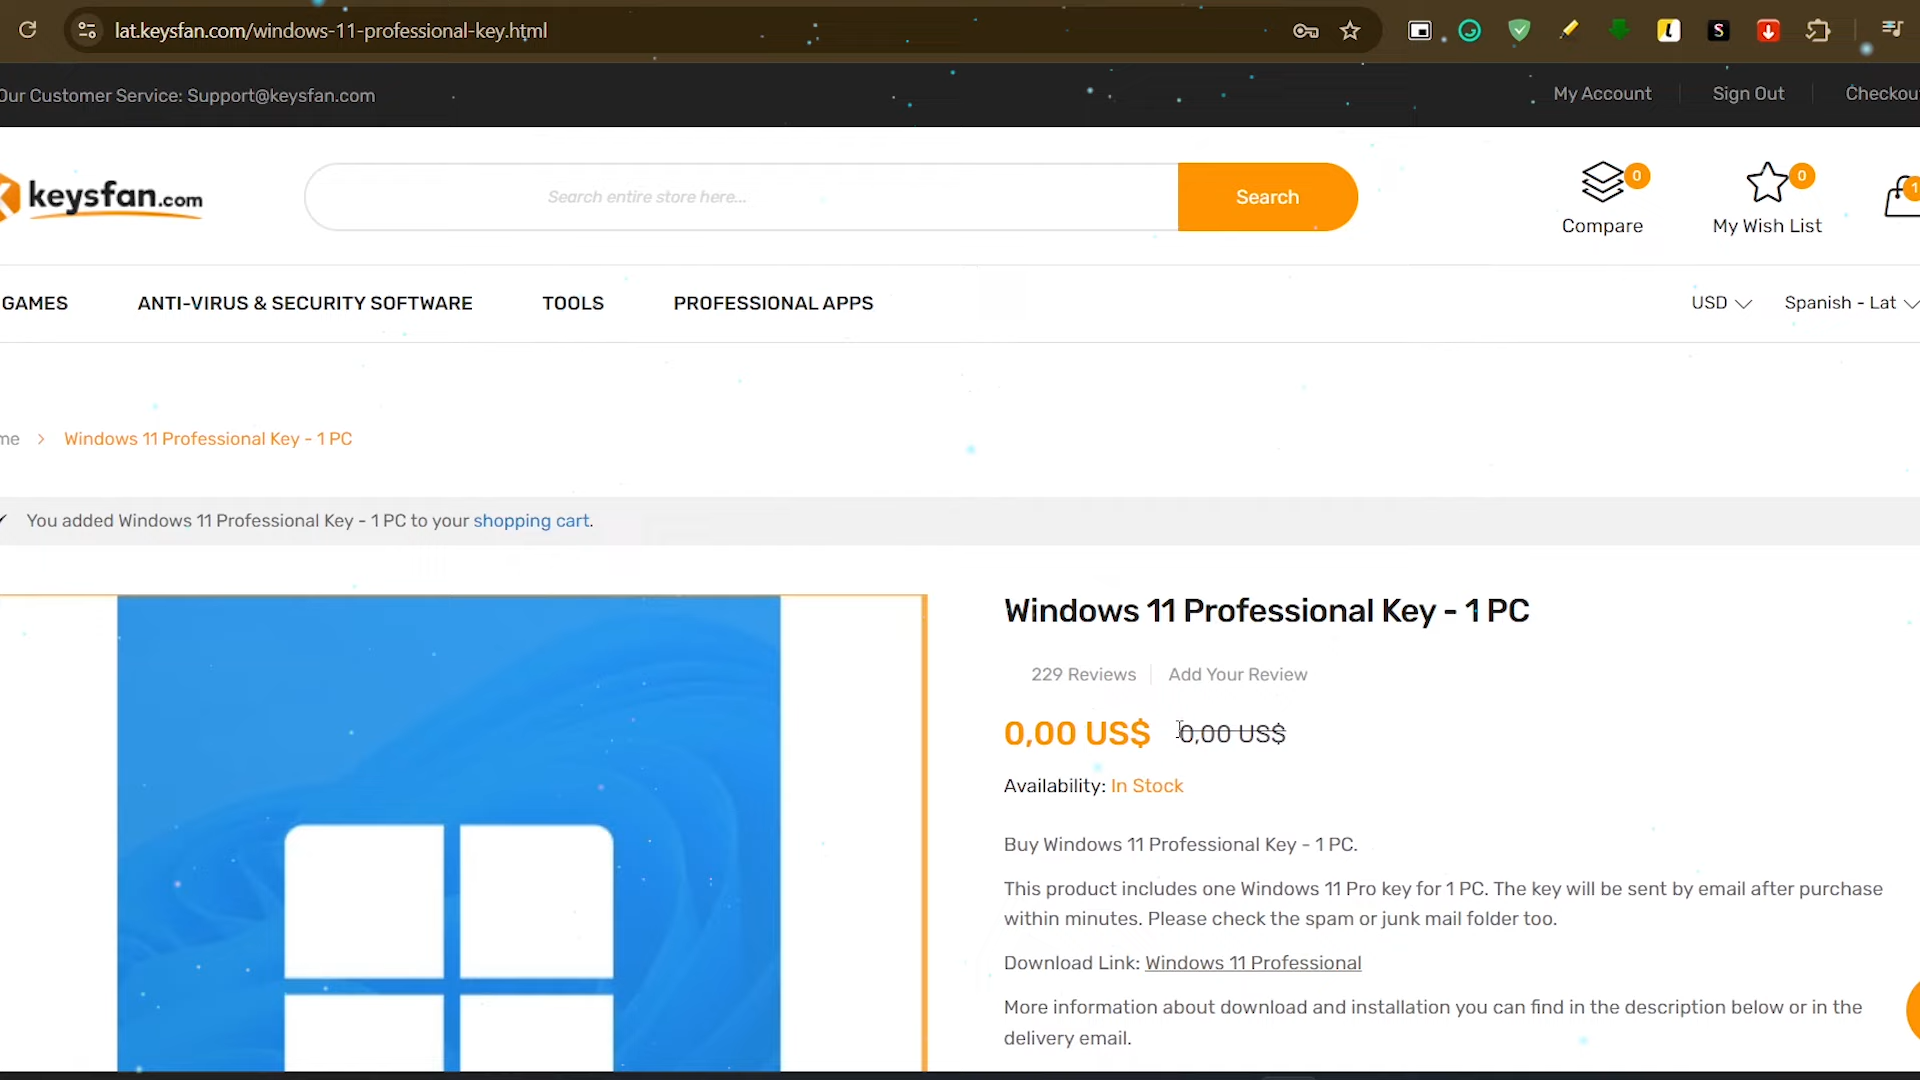 lat.keysfan.com/windows-11-professional-key.html
Our Customer Service: Support@keysfan.com
My Account
Sign Out
Checkou
keysfan.com
Search entire store here...
Search
0
Compare
0
My Wish List
1
GAMES
ANTI-VIRUS & SECURITY SOFTWARE
TOOLS
PROFESSIONAL APPS
USD
Spanish - Lat
me > Windows 11 Professional Key - 1 PC
You added Windows 11 Professional Key - 1 PC to your shopping cart.
Windows 11 Professional Key - 1 PC
229 Reviews
Add Your Review
0,00 US$ 0,00 US$
Availability: In Stock
Buy Windows 11 Professional Key - 1 PC.
This product includes one Windows 11 Pro key for 1 PC. The key will be sent by email after purchase
within minutes. Please check the spam or junk mail folder too.
Download Link: Windows 11 Professional
More information about download and installation you can find in the description below or in the
delivery email.